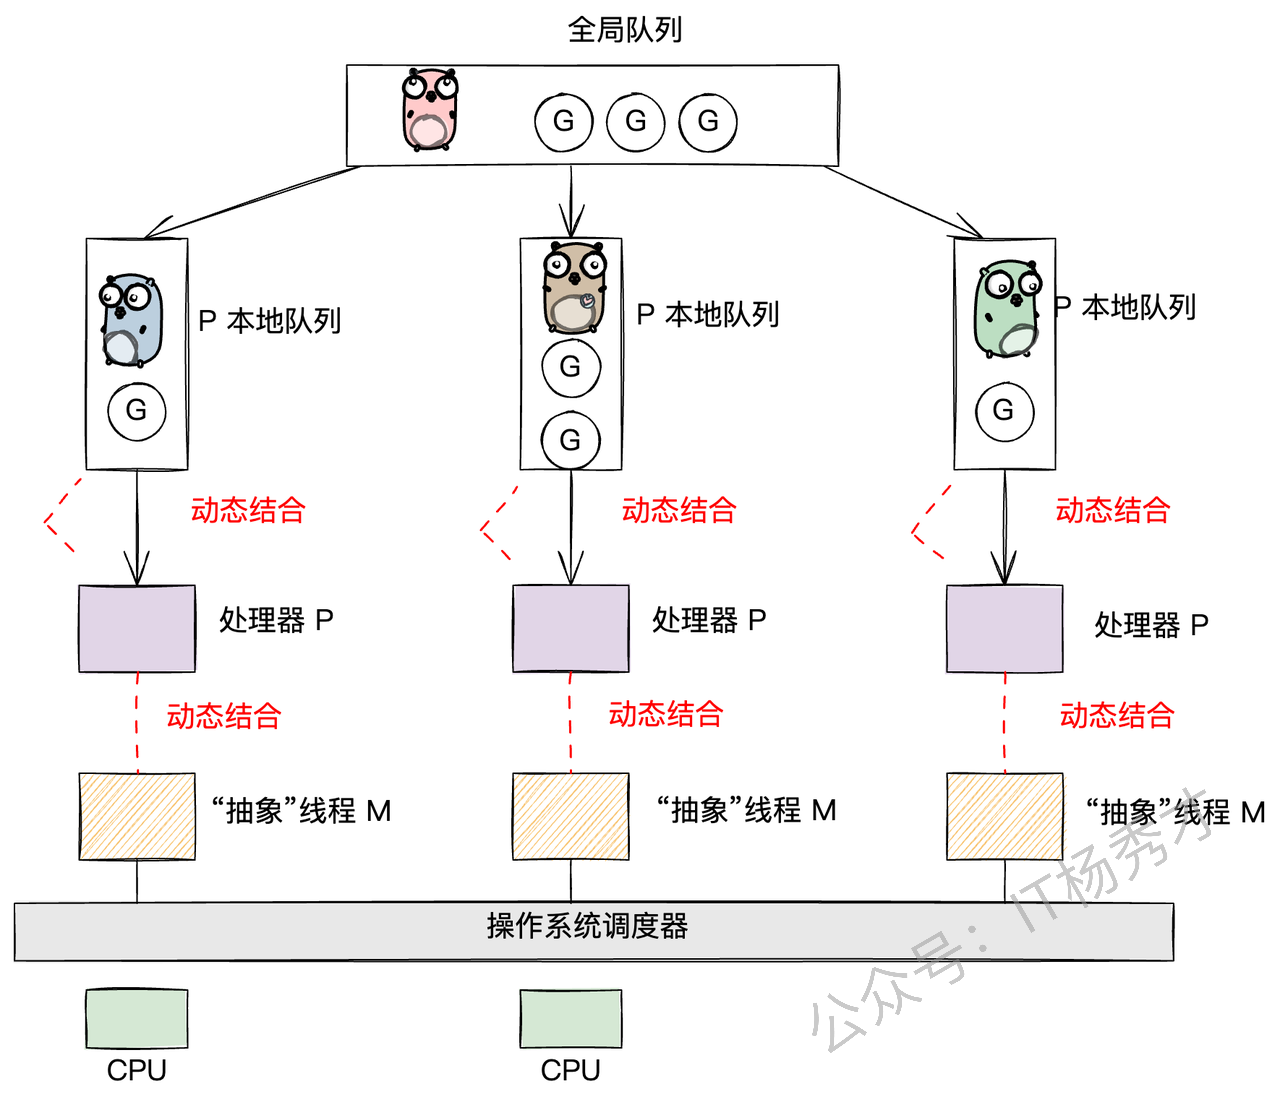 全局队列
G G G
P 本地队列
P 本地队列
P 本地队列
G
G
G
G
动态结合
动态结合
动态结合
处理器 P
处理器 P
处理器 P
动态结合
动态结合
动态结合
“抽象”线程 M
“抽象”线程 M
“抽象”线程 M
操作系统调度器
CPU
CPU
公众号：IT杨秀才